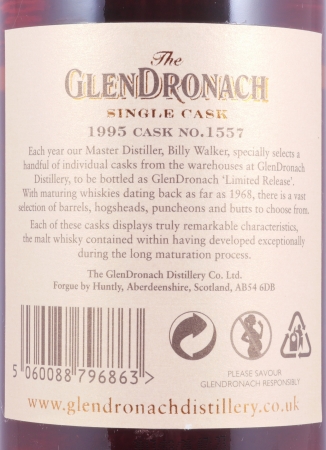 The
GLENDRONACH
SINGLE CASK
1995 CASK NO.1557
Each year our Master Distiller, Billy Walker, specially selects a
handful of individual casks from the warehouses at GlenDronach
Distillery, to be bottled as GlenDronach ‘Limited Release’.
With maturing whiskies dating back as far as 1968, there is a vast
selection of barrels, hogsheads, puncheons and butts to choose from.
Each of these casks displays truly remarkable characteristics,
the malt whisky contained within having developed exceptionally
during the long maturation process.
The GlenDronach Distillery Co. Ltd.
Forgue by Huntly, Aberdeenshire, Scotland, AB54 6DB
5 060088 796863
PLEASE SAVOUR
GLENDRONACH RESPONSIBLY
www.glendronachdistillery.co.uk